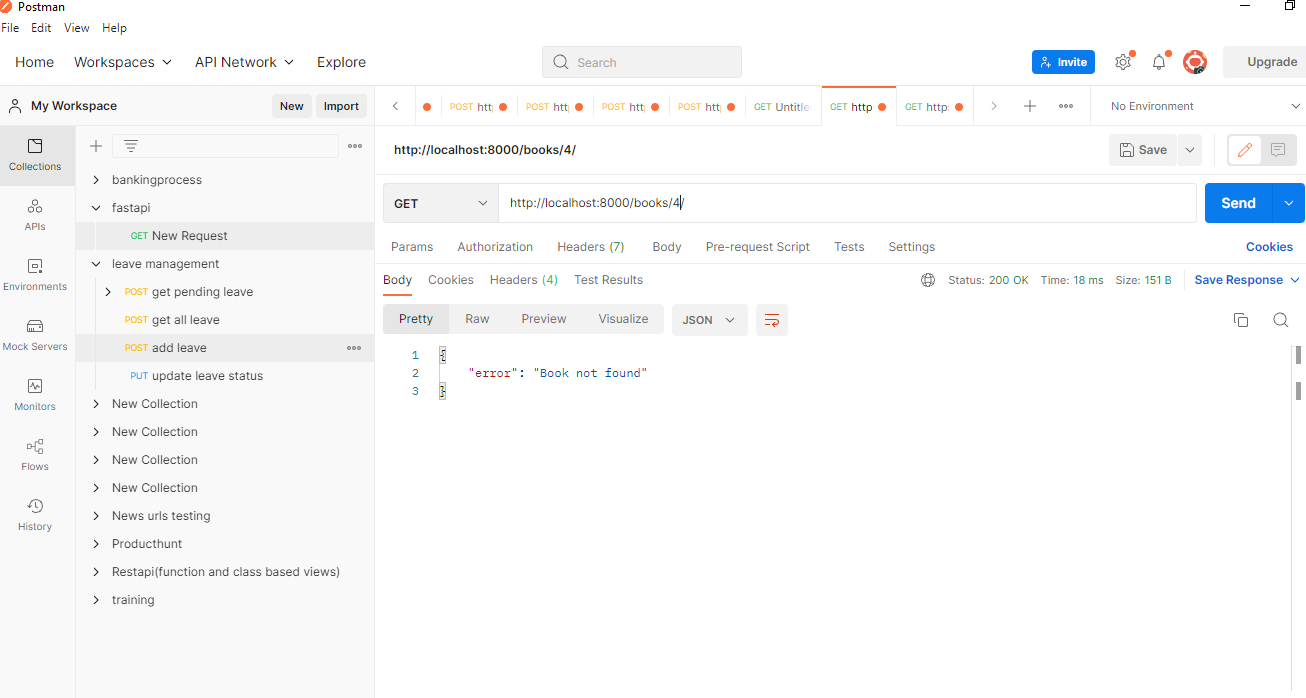 Postman
File Edit View Help
Home Workspaces API Network Explore Search Invite Upgrade
My Workspace New Import
POST htt POST htt POST htt POST htt GET Untitle GET http GET http: No Environment
http://localhost:8000/books/4/ Save
GET http://localhost:8000/books/4/ Send
Params Authorization Headers (7) Body Pre-request Script Tests Settings Cookies
Body Cookies Headers (4) Test Results Status: 200 OK Time: 18 ms Size: 151 B Save Response
Pretty Raw Preview Visualize JSON
1 {
2 "error": "Book not found"
3 }
Collections
APIs
Environments
Mock Servers
Monitors
Flows
History
bankingprocess
fastapi
GET New Request
leave management
POST get pending leave
POST get all leave
POST add leave
PUT update leave status
New Collection
New Collection
New Collection
New Collection
News urls testing
Producthunt
Restapi(function and class based views)
training